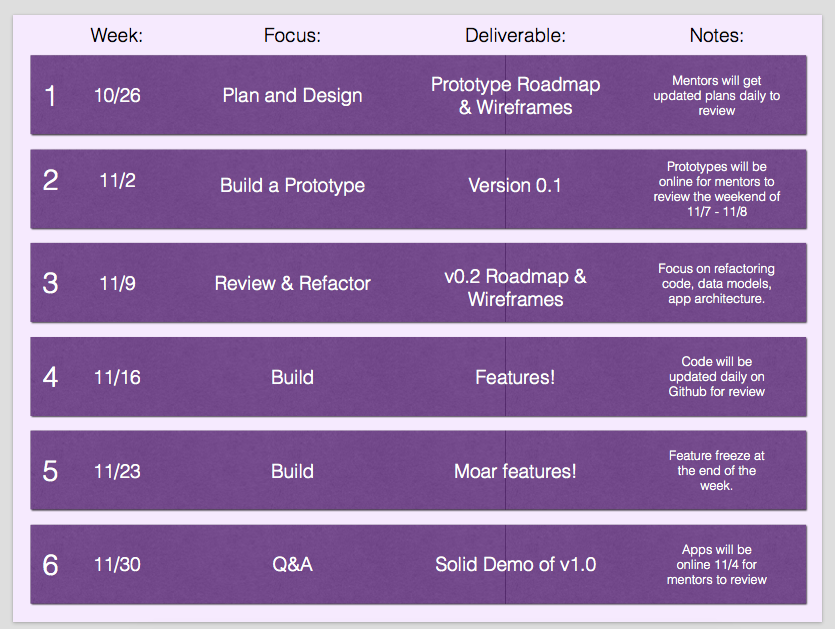 Week: Focus: Deliverable: Notes:
1 10/26 Plan and Design
Prototype Roadmap
& Wireframes
Mentors will get
updated plans daily to
review
2 11/2 Build a Prototype Version 0.1
Prototypes will be
online for mentors to
review the weekend of
11/7 - 11/8
3 11/9 Review & Refactor
v0.2 Roadmap &
Wireframes
Focus on refactoring
code, data models,
app architecture.
4 11/16 Build Features!
Code will be
updated daily on
Github for review
5 11/23 Build Moar features!
Feature freeze at
the end of the
week.
6 11/30 Q&A Solid Demo of v1.0
Apps will be
online 11/4 for
mentors to review